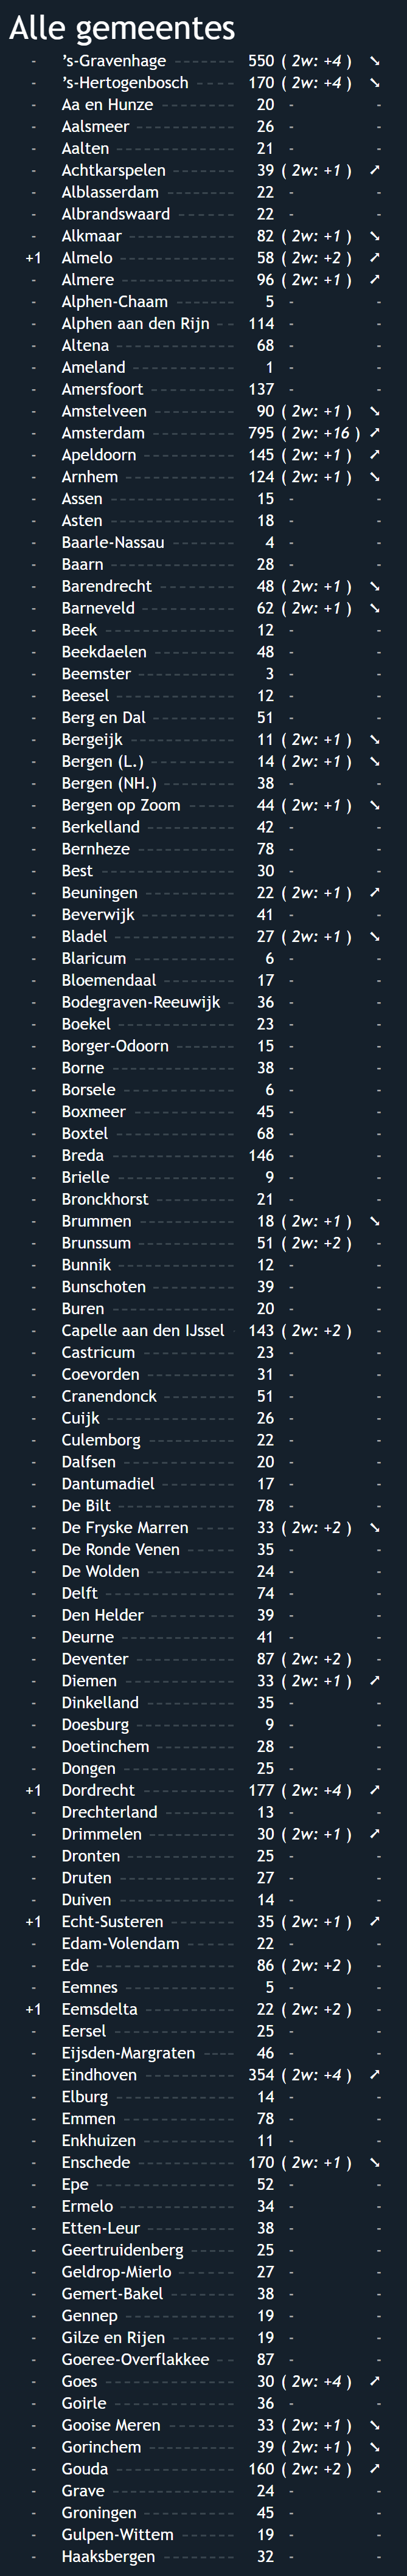 Alle gemeentes
- ’s-Gravenhage 550 ( 2w: +4 ) ➘
- ’s-Hertogenbosch 170 ( 2w: +4 ) ➘
- Aa en Hunze 20 - -
- Aalsmeer 26 - -
- Aalten 21 - -
- Achtkarspelen 39 ( 2w: +1 ) ➚
- Alblasserdam 22 - -
- Albrandswaard 22 - -
- Alkmaar 82 ( 2w: +1 ) ➘
+1 Almelo 58 ( 2w: +2 ) ➚
- Almere 96 ( 2w: +1 ) ➚
- Alphen-Chaam 5 - -
- Alphen aan den Rijn 114 - -
- Altena 68 - -
- Ameland 1 - -
- Amersfoort 137 - -
- Amstelveen 90 ( 2w: +1 ) ➘
- Amsterdam 795 ( 2w: +16 ) ➚
- Apeldoorn 145 ( 2w: +1 ) ➚
- Arnhem 124 ( 2w: +1 ) ➘
- Assen 15 - -
- Asten 18 - -
- Baarle-Nassau 4 - -
- Baarn 28 - -
- Barendrecht 48 ( 2w: +1 ) ➘
- Barneveld 62 ( 2w: +1 ) ➘
- Beek 12 - -
- Beekdaelen 48 - -
- Beemster 3 - -
- Beesel 12 - -
- Berg en Dal 51 - -
- Bergeijk 11 ( 2w: +1 ) ➘
- Bergen (L.) 14 ( 2w: +1 ) ➘
- Bergen (NH.) 38 - -
- Bergen op Zoom 44 ( 2w: +1 ) ➘
- Berkelland 42 - -
- Bernheze 78 - -
- Best 30 - -
- Beuningen 22 ( 2w: +1 ) ➚
- Beverwijk 41 - -
- Bladel 27 ( 2w: +1 ) ➘
- Blaricum 6 - -
- Bloemendaal 17 - -
- Bodegraven-Reeuwijk 36 - -
- Boekel 23 - -
- Borger-Odoorn 15 - -
- Borne 38 - -
- Borsele 6 - -
- Boxmeer 45 - -
- Boxtel 68 - -
- Breda 146 - -
- Brielle 9 - -
- Bronckhorst 21 - -
- Brummen 18 ( 2w: +1 ) ➘
- Brunssum 51 ( 2w: +2 ) -
- Bunnik 12 - -
- Bunschoten 39 - -
- Buren 20 - -
- Capelle aan den IJssel 143 ( 2w: +2 ) -
- Castricum 23 - -
- Coevorden 31 - -
- Cranendonck 51 - -
- Cuijk 26 - -
- Culemborg 22 - -
- Dalfsen 20 - -
- Dantumadiel 17 - -
- De Bilt 78 - -
- De Fryske Marren 33 ( 2w: +2 ) ➘
- De Ronde Venen 35 - -
- De Wolden 24 - -
- Delft 74 - -
- Den Helder 39 - -
- Deurne 41 - -
- Deventer 87 ( 2w: +2 ) -
- Diemen 33 ( 2w: +1 ) ➚
- Dinkelland 35 - -
- Doesburg 9 - -
- Doetinchem 28 - -
- Dongen 25 - -
+1 Dordrecht 177 ( 2w: +4 ) ➚
- Drechterland 13 - -
- Drimmelen 30 ( 2w: +1 ) ➚
- Dronten 25 - -
- Druten 27 - -
- Duiven 14 - -
+1 Echt-Susteren 35 ( 2w: +1 ) ➚
- Edam-Volendam 22 - -
- Ede 86 ( 2w: +2 ) -
- Eemnes 5 - -
+1 Eemsdelta 22 ( 2w: +2 ) -
- Eersel 25 - -
- Eijsden-Margraten 46 - -
- Eindhoven 354 ( 2w: +4 ) ➚
- Elburg 14 - -
- Emmen 78 - -
- Enkhuizen 11 - -
- Enschede 170 ( 2w: +1 ) ➘
- Epe 52 - -
- Ermelo 34 - -
- Etten-Leur 38 - -
- Geertruidenberg 25 - -
- Geldrop-Mierlo 27 - -
- Gemert-Bakel 38 - -
- Gennep 19 - -
- Gilze en Rijen 19 - -
- Goeree-Overflakkee 87 - -
- Goes 30 ( 2w: +4 ) ➚
- Goirle 36 - -
- Gooise Meren 33 ( 2w: +1 ) ➘
- Gorinchem 39 ( 2w: +1 ) ➘
- Gouda 160 ( 2w: +2 ) ➚
- Grave 24 - -
- Groningen 45 - -
- Gulpen-Wittem 19 - -
- Haaksbergen 32 - -